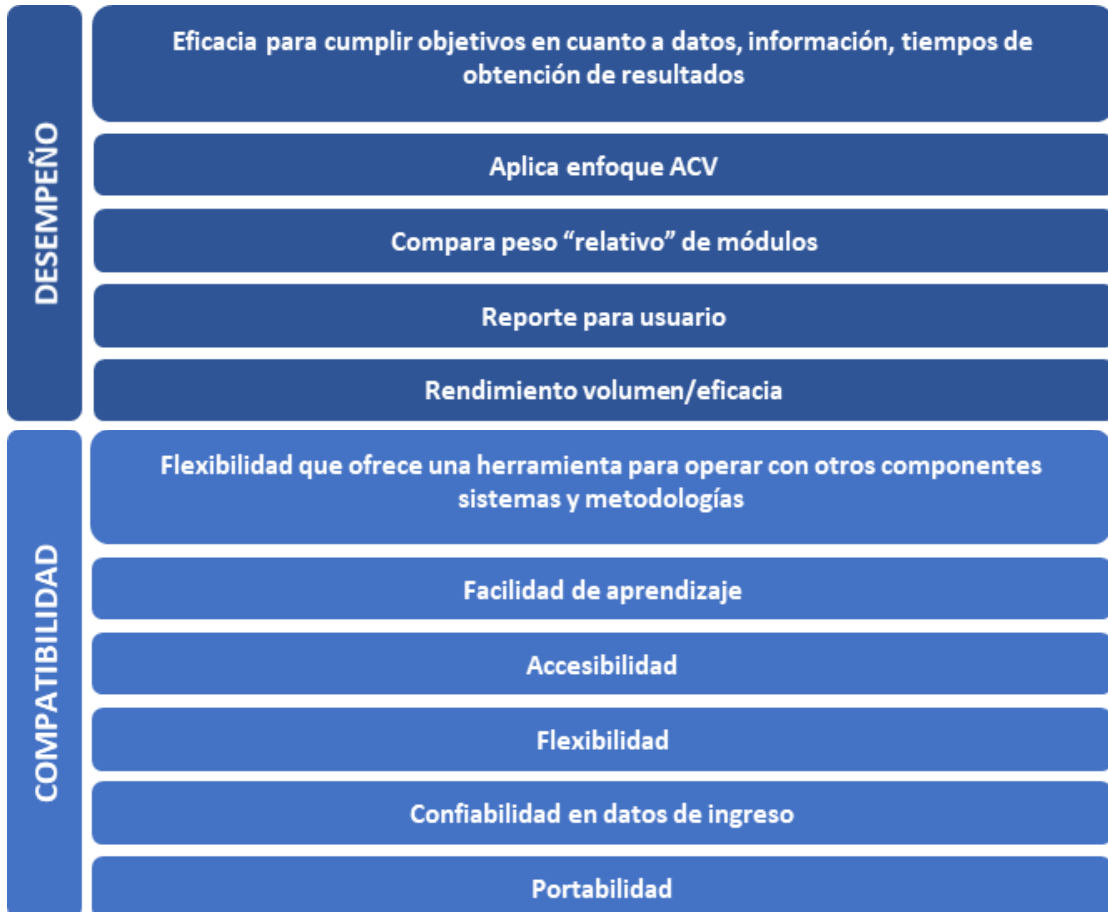 DESEMPEÑO
Eficacia para cumplir objetivos en cuanto a datos, información, tiempos de
obtención de resultados
Aplica enfoque ACV
Compara peso “relativo” de módulos
Reporte para usuario
Rendimiento volumen/eficacia
COMPATIBILIDAD
Flexibilidad que ofrece una herramienta para operar con otros componentes
sistemas y metodologías
Facilidad de aprendizaje
Accesibilidad
Flexibilidad
Confiabilidad en datos de ingreso
Portabilidad